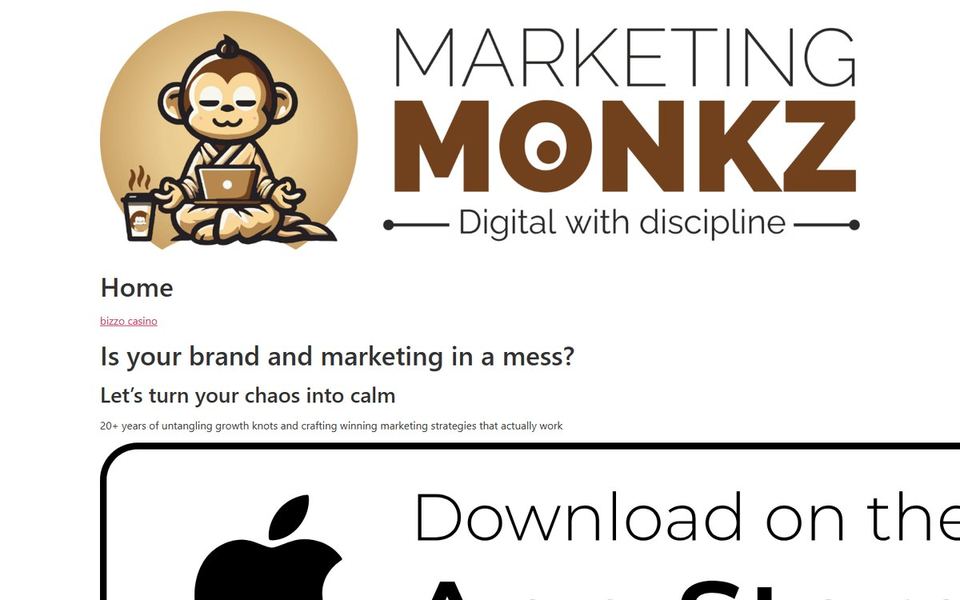 MARKETING
MONKZ
Digital with discipline
Home
bizzo casino
Is your brand and marketing in a mess?
Let’s turn your chaos into calm
20+ years of untangling growth knots and crafting winning marketing strategies that actually work
Download on the